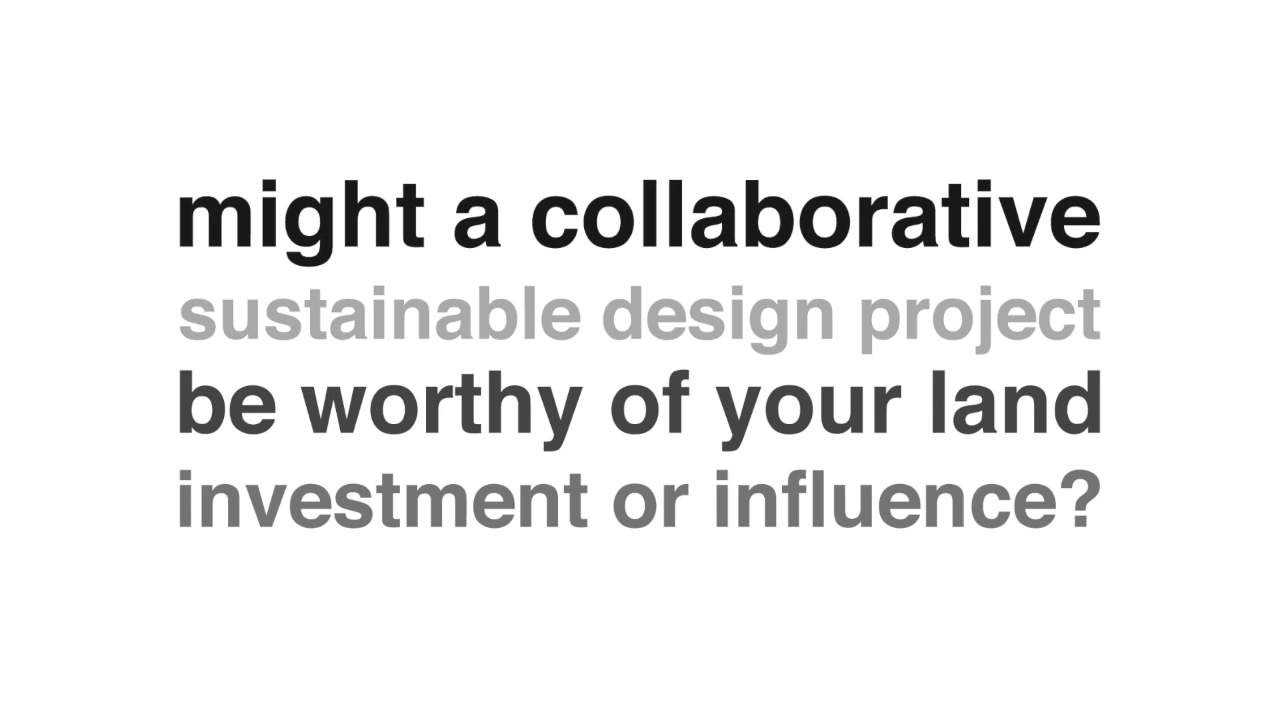 might a collaborative
sustainable design project
be worthy of your land
investment or influence?